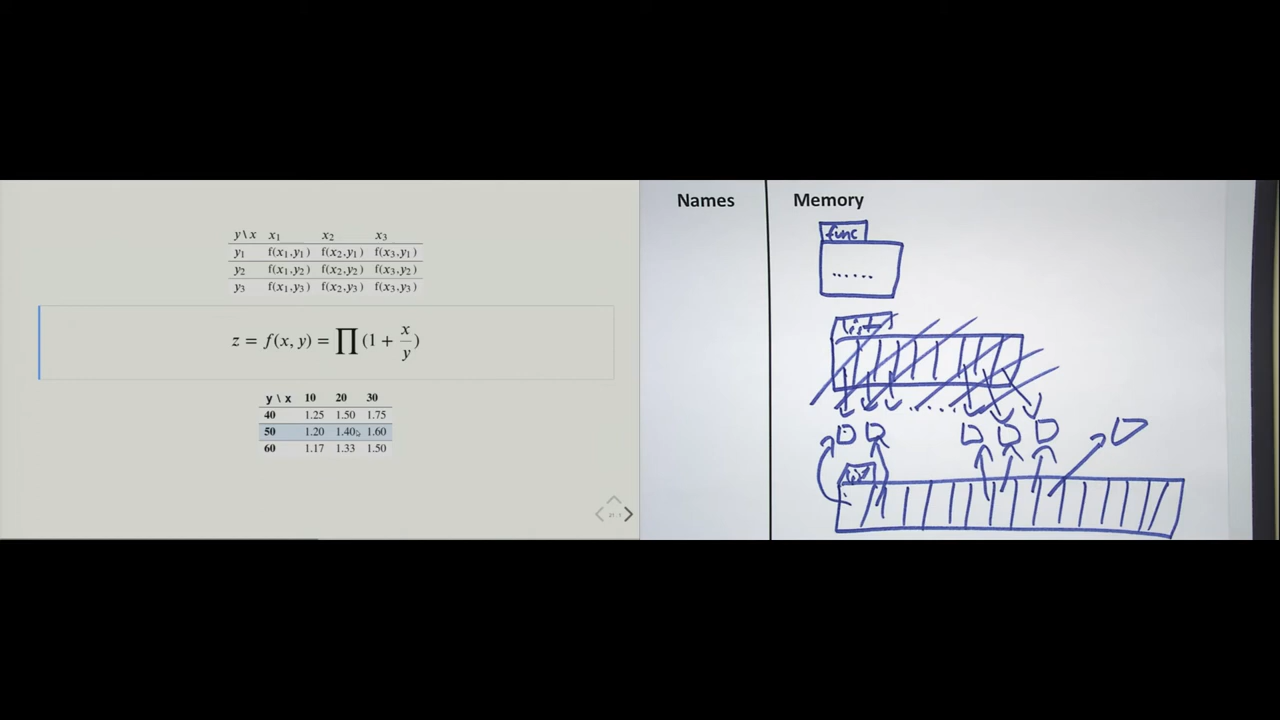 y\x x₁ x₂ x₃
y₁ f(x₁,y₁) f(x₂,y₁) f(x₃,y₁)
y₂ f(x₁,y₂) f(x₂,y₂) f(x₃,y₂)
y₃ f(x₁,y₃) f(x₂,y₃) f(x₃,y₃)
z = f(x, y) = ∏ (1 + x/y)
y \ x 10 20 30
40 1.25 1.50 1.75
50 1.20 1.40 1.60
60 1.17 1.33 1.50
Names
Memory
func
......
list
.....